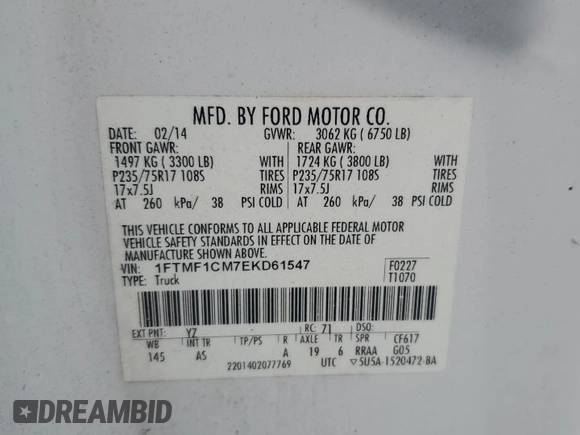 MFD. BY FORD MOTOR CO.
DATE: 02/14 GVWR: 3062 KG ( 6750 LB)
FRONT GAWR: REAR GAWR:
1497 KG ( 3300 LB) WITH 1724 KG ( 3800 LB) WITH
P235/75R17 108S TIRES P235/75R17 108S TIRES
17x7.5J RIMS 17x7.5J RIMS
AT 260 kPa/ 38 PSI COLD AT 260 kPa/ 38 PSI COLD
THIS VEHICLE CONFORMS TO ALL APPLICABLE FEDERAL MOTOR
VEHICLE SAFETY STANDARDS IN EFFECT ON THE DATE OF
MANUFACTURE SHOWN ABOVE.
VIN: 1FTMF1CM7EKD61547 F0227
TYPE: Truck T1070
EXT PNT: YZ RC: 71 DSO:
WB INT TR TP/PS R AXLE TR SPR CF617
145 AS A 19 6 RRAA G05
2201402077769 UTC ▽5U5A-1520472-BA
DREAMBID